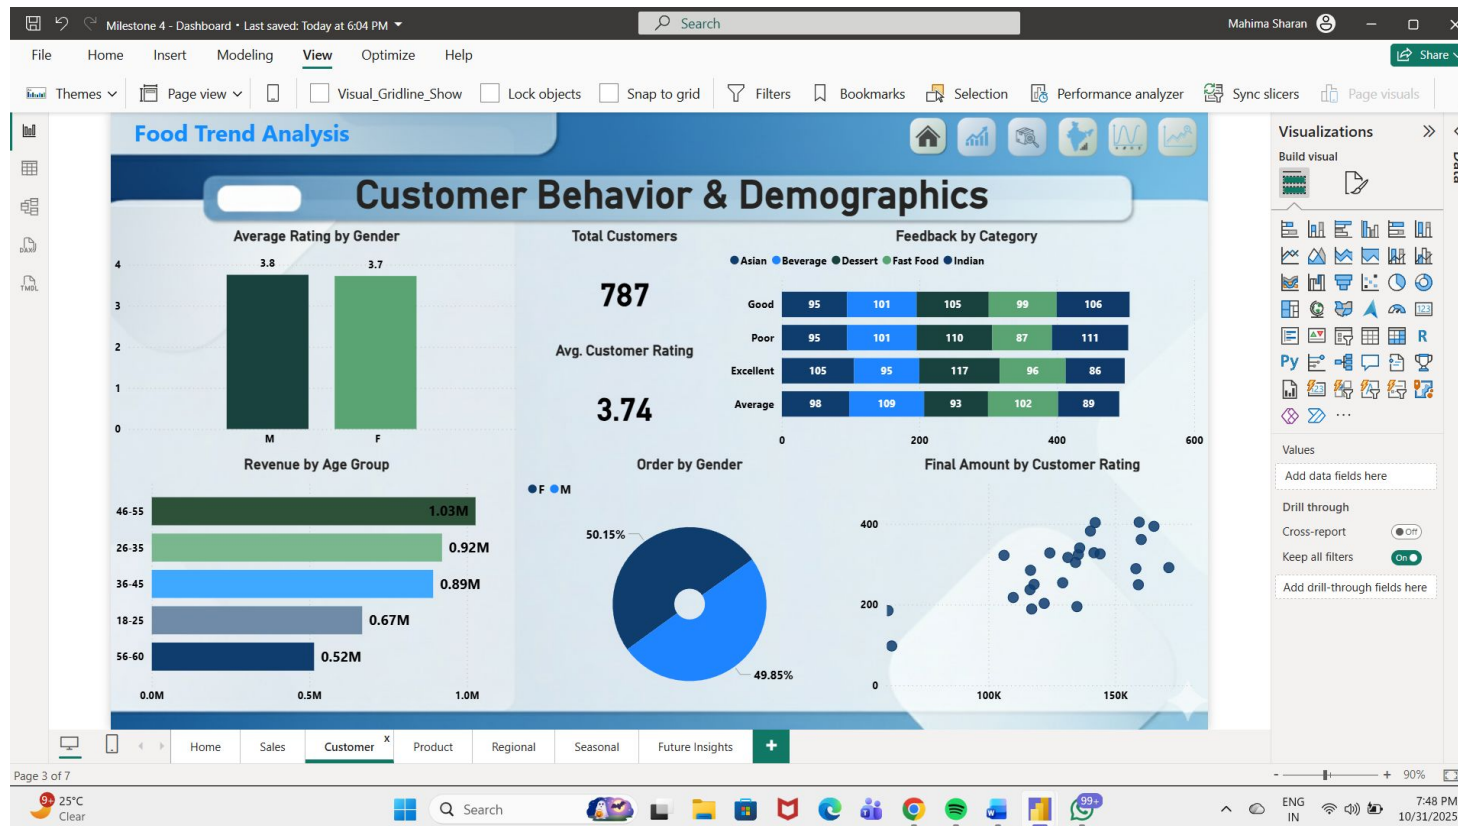 Milestone 4 - Dashboard • Last saved: Today at 6:04 PM
Search
Mahima Sharan
File Home Insert Modeling View Optimize Help
Share
Themes Page view Visual_Gridline_Show Lock objects Snap to grid Filters Bookmarks Selection Performance analyzer Sync slicers Page visuals
Food Trend Analysis
Customer Behavior & Demographics
Average Rating by Gender
4
3
2
1
0
3.8
3.7
M
F
Total Customers
787
Avg. Customer Rating
3.74
Feedback by Category
Asian Beverage Dessert Fast Food Indian
Good 95 101 105 99 106
Poor 95 101 110 87 111
Excellent 105 95 117 96 86
Average 98 109 93 102 89
0 200 400 600
Revenue by Age Group
46-55 1.03M
26-35 0.92M
36-45 0.89M
18-25 0.67M
56-60 0.52M
0.0M 0.5M 1.0M
Order by Gender
F M
50.15%
49.85%
Final Amount by Customer Rating
400
200
0
100K 150K
Visualizations
Data
Build visual
123
R
Py
123
...
Values
Add data fields here
Drill through
Cross-report Off
Keep all filters On
Add drill-through fields here
DAX
TMDL
Home Sales Customer x Product Regional Seasonal Future Insights +
Page 3 of 7
- + 90%
9+
25°C
Clear
Search
99+
ENG
IN
7:48 PM
10/31/2025